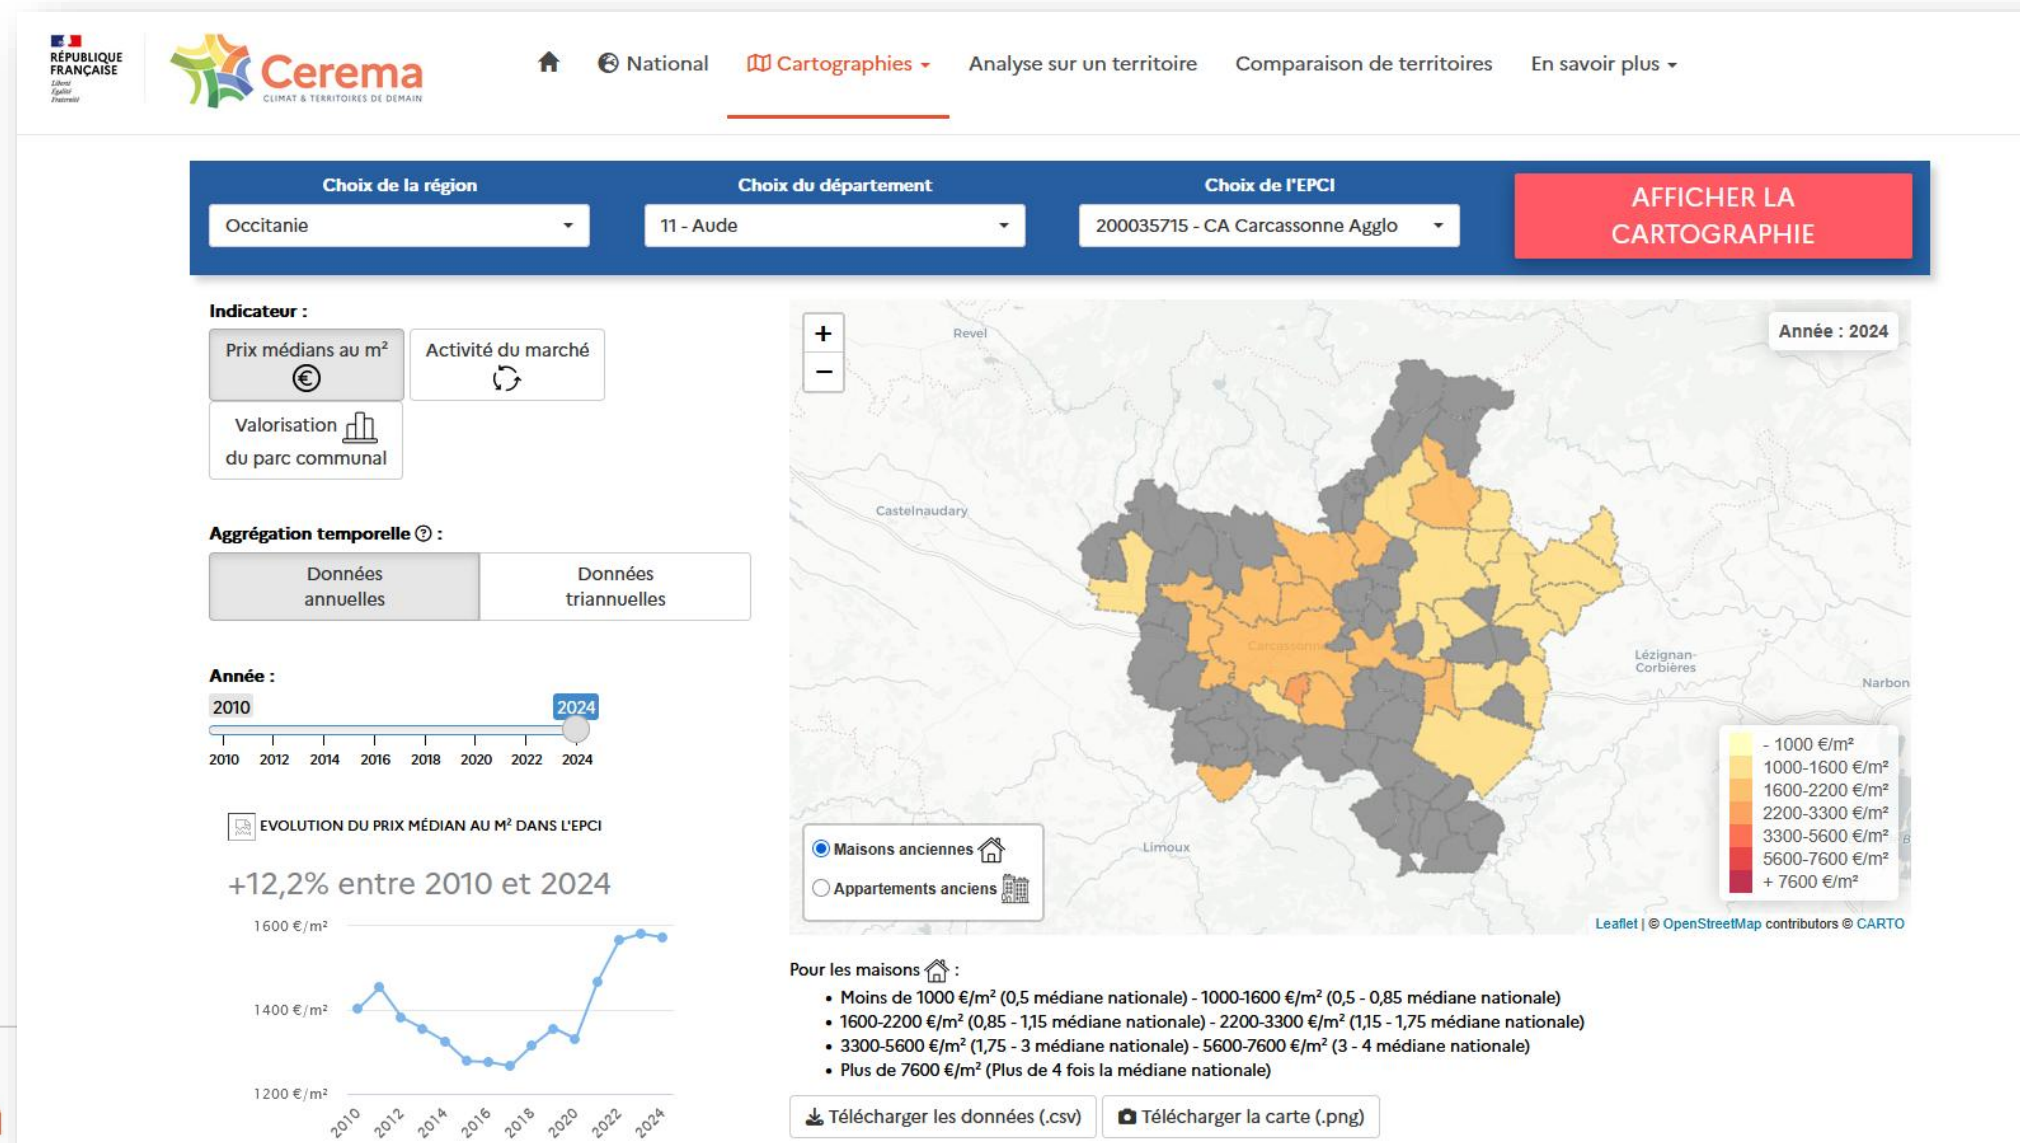 RÉPUBLIQUE
FRANÇAISE
Liberté
Égalité
Fraternité
Cerema
CLIMAT & TERRITOIRES DE DEMAIN
National
Cartographies
Analyse sur un territoire
Comparaison de territoires
En savoir plus
Choix de la région
Choix du département
Choix de l'EPCI
Occitanie
11 - Aude
200035715 - CA Carcassonne Agglo
AFFICHER LA
CARTOGRAPHIE
Indicateur :
Prix médians au m²
Activité du marché
Valorisation
du parc communal
Aggrégation temporelle ? :
Données
annuelles
Données
triannuelles
Année :
2010
2024
2010 2012 2014 2016 2018 2020 2022 2024
EVOLUTION DU PRIX MÉDIAN AU M² DANS L'EPCI
+12,2% entre 2010 et 2024
1600 €/m²
1400 €/m²
1200 €/m²
2010 2012 2014 2016 2018 2020 2022 2024
+
−
Année : 2024
Revel
Castelnaudary
Carcassonne
Lézignan-
Corbières
Narbon
Limoux
- 1000 €/m²
1000-1600 €/m²
1600-2200 €/m²
2200-3300 €/m²
3300-5600 €/m²
5600-7600 €/m²
+ 7600 €/m²
Maisons anciennes
Appartements anciens
Leaflet | © OpenStreetMap contributors © CARTO
Pour les maisons :
• Moins de 1000 €/m² (0,5 médiane nationale) - 1000-1600 €/m² (0,5 - 0,85 médiane nationale)
• 1600-2200 €/m² (0,85 - 1,15 médiane nationale) - 2200-3300 €/m² (1,15 - 1,75 médiane nationale)
• 3300-5600 €/m² (1,75 - 3 médiane nationale) - 5600-7600 €/m² (3 - 4 médiane nationale)
• Plus de 7600 €/m² (Plus de 4 fois la médiane nationale)
Télécharger les données (.csv)
Télécharger la carte (.png)